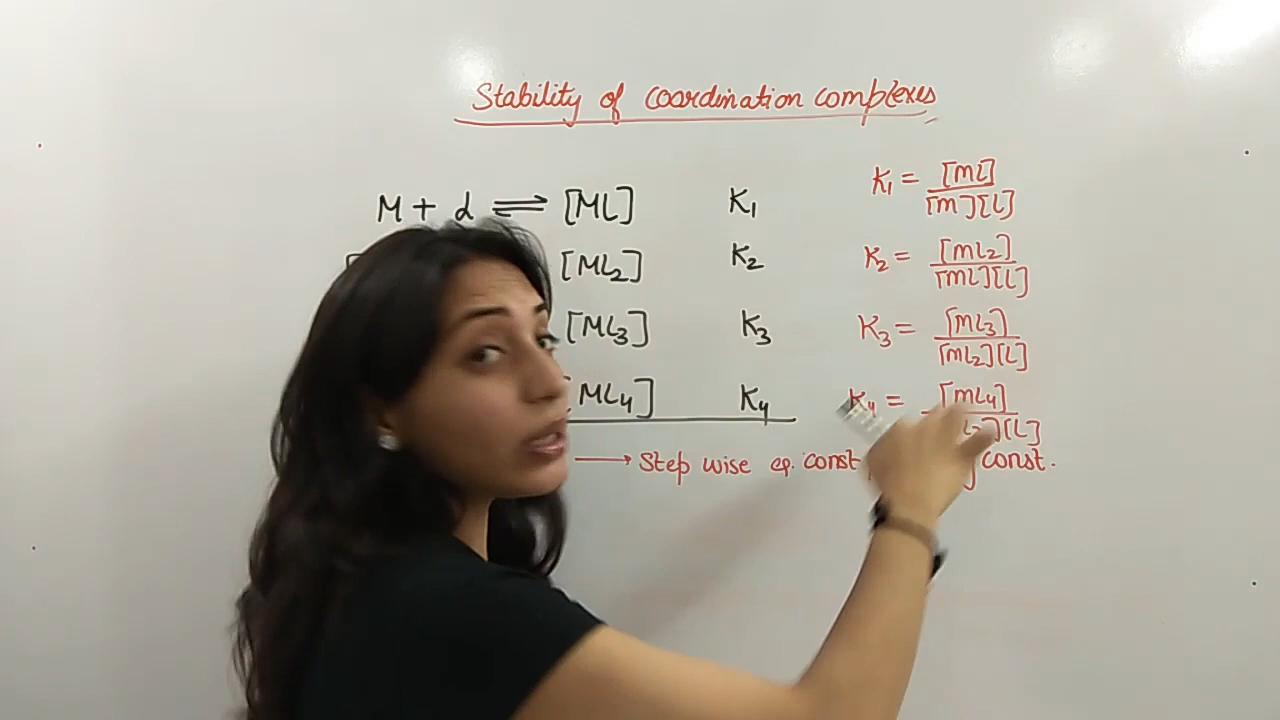 Stability of coordination complexes
M + L ⇌ [ML] K₁ K₁ = [ML] / [M][L]
[ML₂] K₂ K₂ = [ML₂] / [ML][L]
[ML₃] K₃ K₃ = [ML₃] / [ML₂][L]
[ML₄] K₄ K₄ = [ML₄] / [L]
→ Step wise eq. const const.